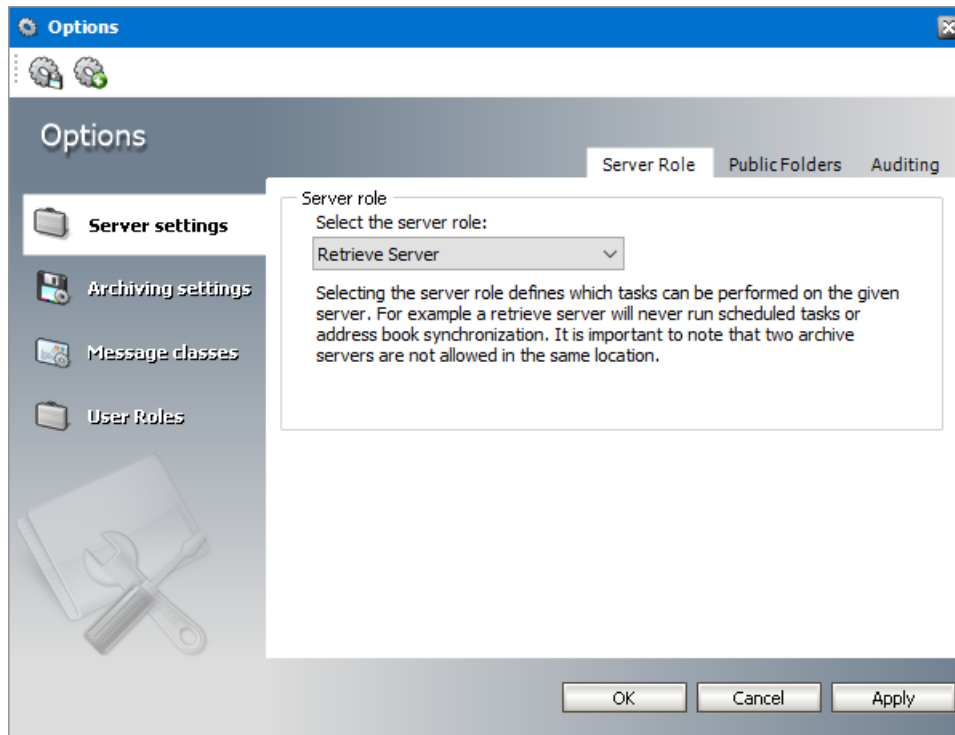 Options
Options
Server Role
Public Folders
Auditing
Server settings
Archiving settings
Message classes
User Roles
Server role
Select the server role:
Retrieve Server
Selecting the server role defines which tasks can be performed on the given
server. For example a retrieve server will never run scheduled tasks or
address book synchronization. It is important to note that two archive
servers are not allowed in the same location.
OK
Cancel
Apply